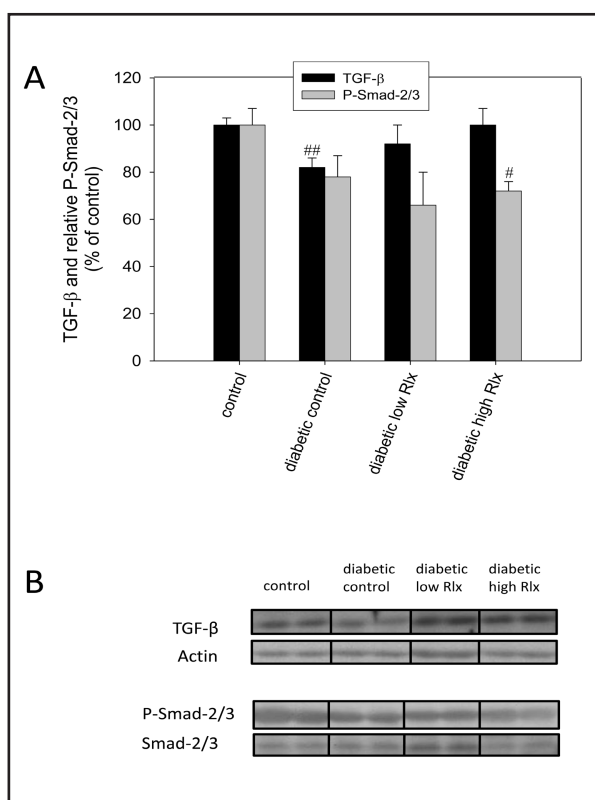 A
TGF-β
P-Smad-2/3
TGF-β and relative P-Smad-2/3
(% of control)
120
100
80
60
40
20
0
##
#
control
diabetic control
diabetic low Rlx
diabetic high Rlx
B
control
diabetic
control
diabetic
low Rlx
diabetic
high Rlx
TGF-β
Actin
P-Smad-2/3
Smad-2/3